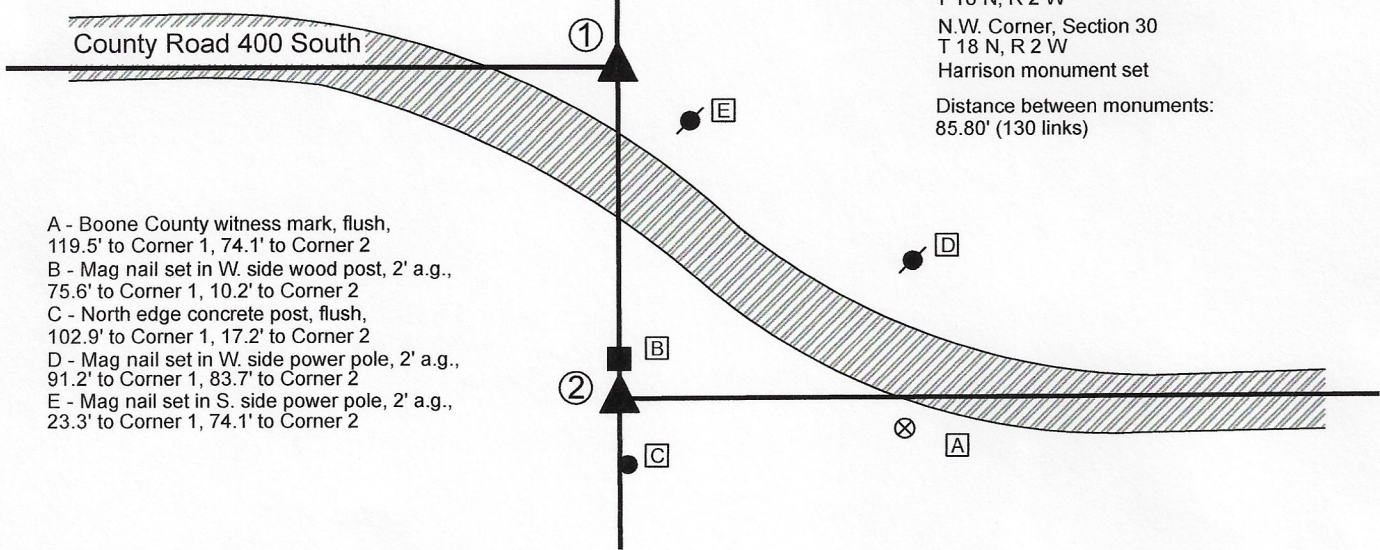 T 18 N, R 2 W
N.W. Corner, Section 30
T 18 N, R 2 W
Harrison monument set
Distance between monuments:
85.80' (130 links)
County Road 400 South
1
E
D
A - Boone County witness mark, flush,
119.5' to Corner 1, 74.1' to Corner 2
B - Mag nail set in W. side wood post, 2' a.g.,
75.6' to Corner 1, 10.2' to Corner 2
C - North edge concrete post, flush,
102.9' to Corner 1, 17.2' to Corner 2
D - Mag nail set in W. side power pole, 2' a.g.,
91.2' to Corner 1, 83.7' to Corner 2
E - Mag nail set in S. side power pole, 2' a.g.,
23.3' to Corner 1, 74.1' to Corner 2
B
2
A
C